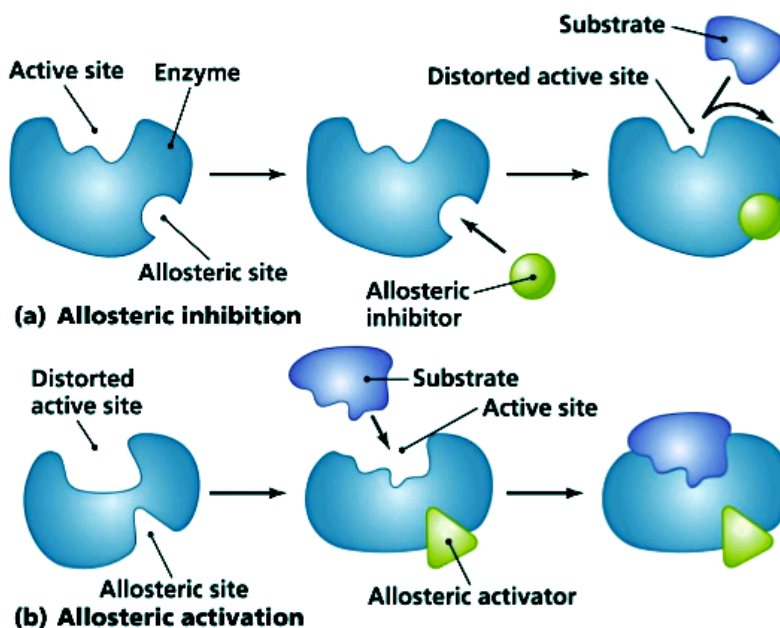 Substrate
Active site
Enzyme
Distorted active site
Allosteric site
Allosteric
inhibitor
(a) Allosteric inhibition
Distorted
active site
Substrate
Active site
Allosteric site
Allosteric activator
(b) Allosteric activation